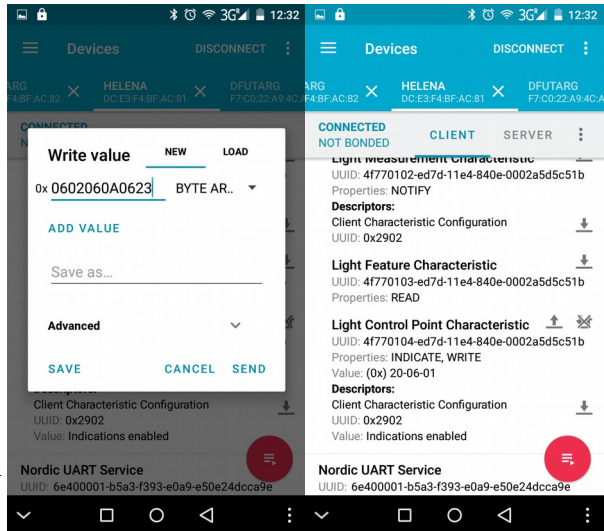 3G 12:32
Devices DISCONNECT
ARG
F4:BF:AC:82
HELENA
DC:E3:F4:BF:AC:81
DFUTARG
F7:C0:22:A9:4C:
CONNECTED
Write value NEW LOAD
0x 0602060A0623 BYTE AR..
ADD VALUE
Save as...
Advanced
SAVE CANCEL SEND
Descriptors:
Client Characteristic Configuration
UUID: 0x2902
Value: Indications enabled
Nordic UART Service
UUID: 6e400001-b5a3-f393-e0a9-e50e24dcca9e
3G 12:32
Devices DISCONNECT
ARG
F4:BF:AC:82
HELENA
DC:E3:F4:BF:AC:81
DFUTARG
F7:C0:22:A9:4C:A
CONNECTED
NOT BONDED
CLIENT SERVER
Light Measurement Characteristic
UUID: 4f770102-ed7d-11e4-840e-0002a5d5c51b
Properties: NOTIFY
Descriptors:
Client Characteristic Configuration
UUID: 0x2902
Light Feature Characteristic
UUID: 4f770103-ed7d-11e4-840e-0002a5d5c51b
Properties: READ
Light Control Point Characteristic
UUID: 4f770104-ed7d-11e4-840e-0002a5d5c51b
Properties: INDICATE, WRITE
Value: (0x) 20-06-01
Descriptors:
Client Characteristic Configuration
UUID: 0x2902
Value: Indications enabled
Nordic UART Service
UUID: 6e400001-b5a3-f393-e0a9-e50e24dcca9e